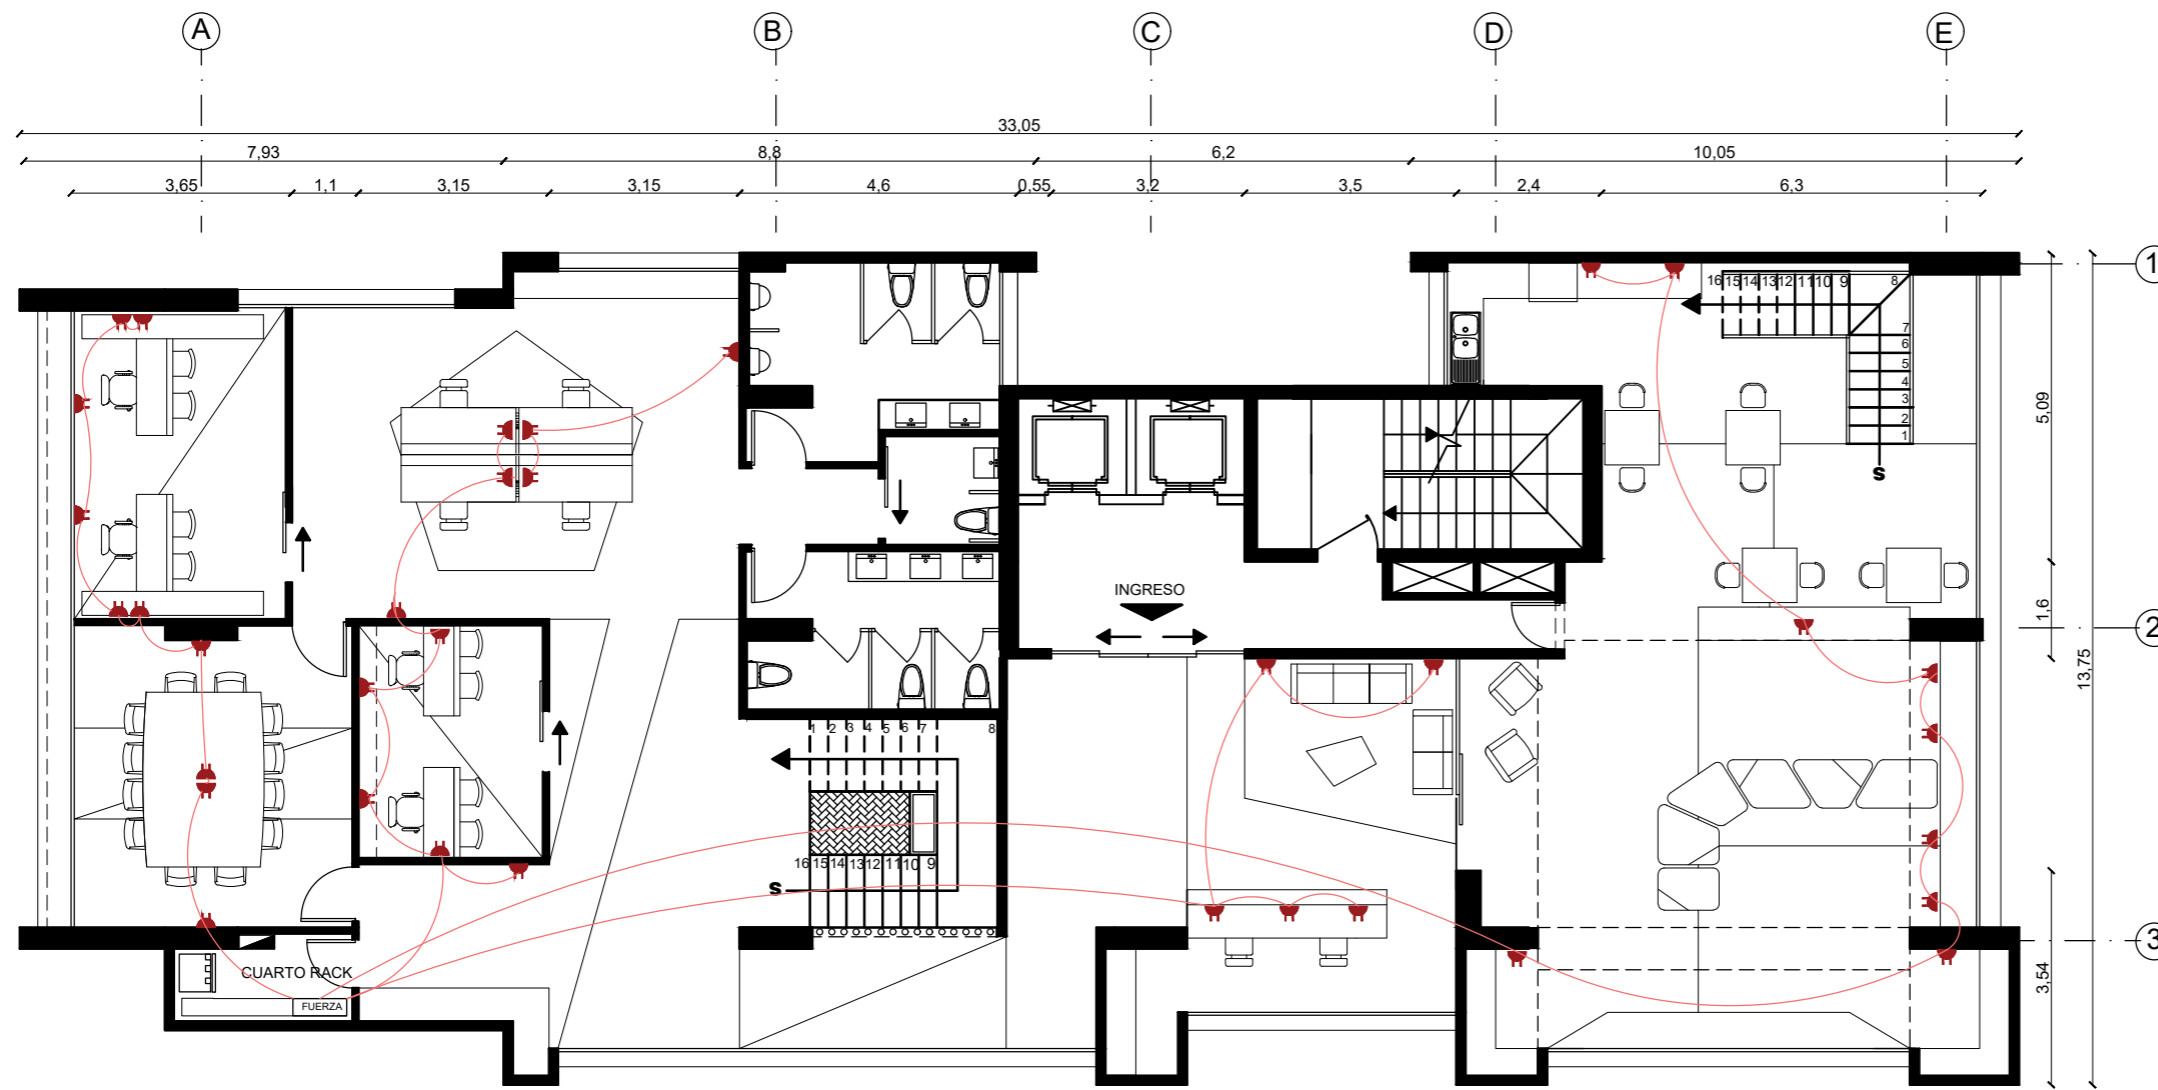 A B C D E
33,05
7,93 8,8 6,2 10,05
3,65 1,1 3,15 3,15 4,6 0,55 3,2 3,5 2,4 6,3
1
16 15 14 13 12 11 10 9 8
7
6
5
4
3
2
1
S
5,09
1,6
13,75
3,54
2
3
INGRESO
1 2 3 4 5 6 7 8
16 15 14 13 12 11 10 9
S
CUARTO RACK
FUERZA